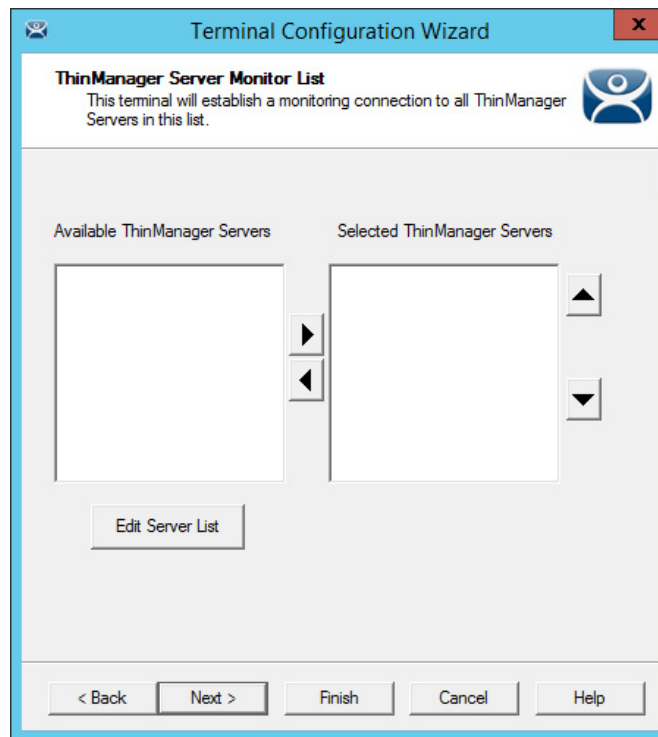 Terminal Configuration Wizard
x
ThinManager Server Monitor List
This terminal will establish a monitoring connection to all ThinManager
Servers in this list.
Available ThinManager Servers
Selected ThinManager Servers
Edit Server List
< Back
Next >
Finish
Cancel
Help